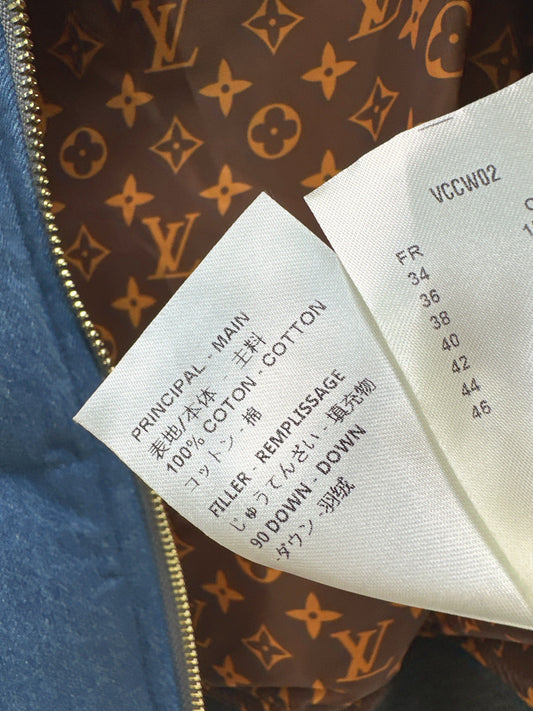 PRINCIPAL - MAIN
表地/本体 - 主料
100% COTON - COTTON
コットン - 棉
FILLER - REMPLISSAGE
じゅうてんざい - 填充物
90 DOWN - DOWN
ダウン - 羽绒
VCCW02
FR
34
36
38
40
42
44
46